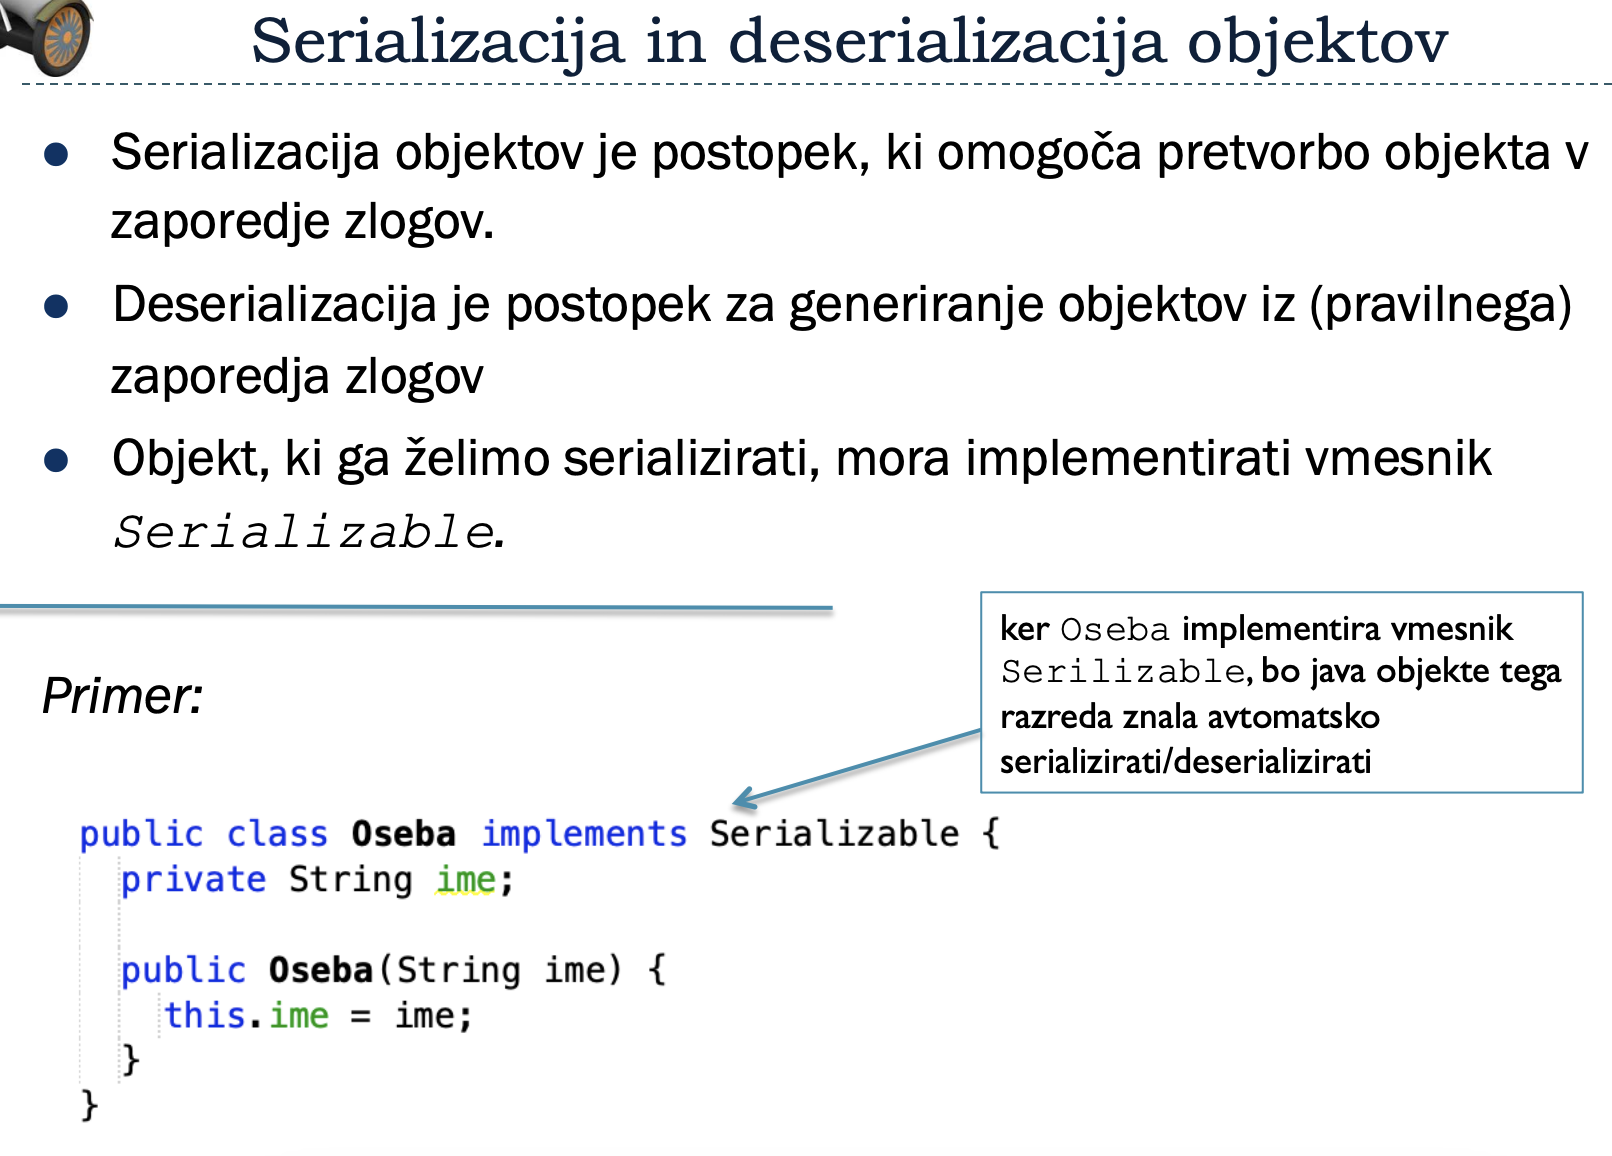 Serializacija in deserializacija objektov
Serializacija objektov je postopek, ki omogoča pretvorbo objekta v
zaporedje zlogov.
Deserializacija je postopek za generiranje objektov iz (pravilnega)
zaporedja zlogov
Objekt, ki ga želimo serializirati, mora implementirati vmesnik
Serializable.
ker Oseba implementira vmesnik
Serilizable, bo java objekte tega
razreda znala avtomatsko
serializirati/deserializirati
Primer:
public class Oseba implements Serializable {
private String ime;
public Oseba(String ime) {
this.ime = ime;
}
}